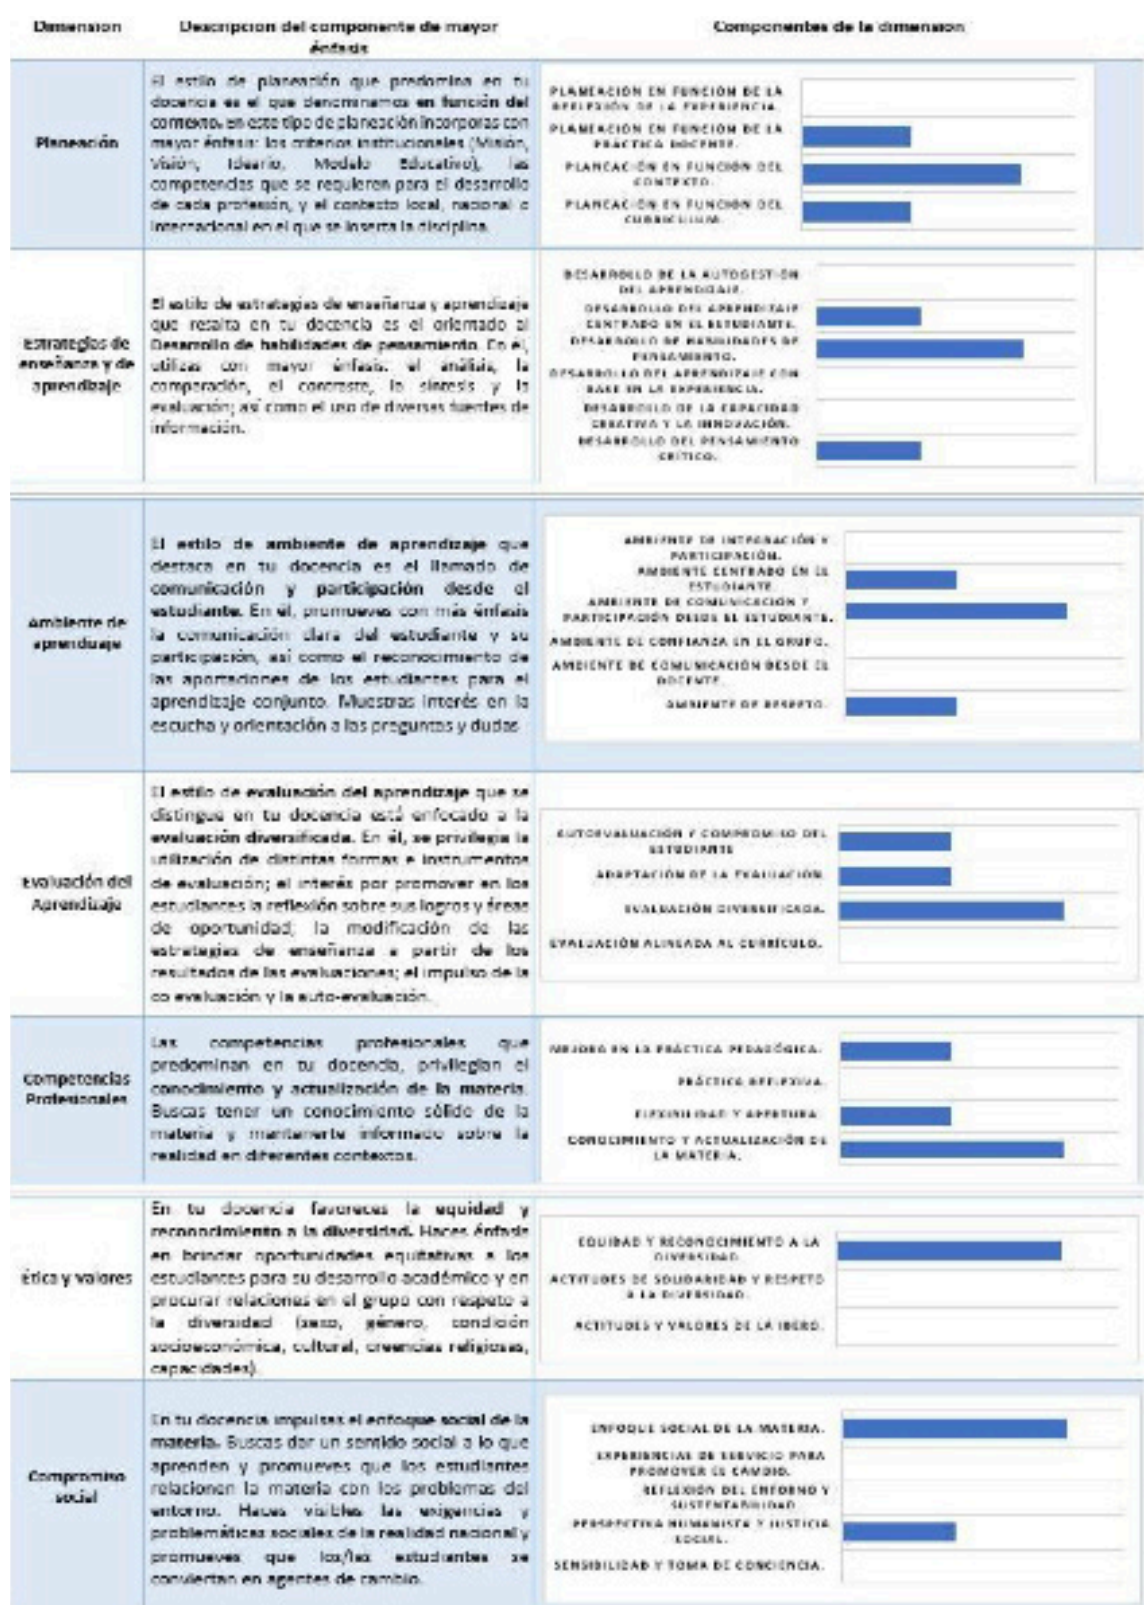 Dimension
Descripcion del componente de mayor
énfasis
Componentes de la dimension
Planeación
El estilo de planeación que predomina en tu
docencia es el que denominamos en función del
contexto. En este tipo de planeación incorporas con
mayor énfasis: los criterios institucionales (Misión,
Visión, Ideario, Modelo Educativo), las
competencias que se requieren para el desarrollo
de cada profesión, y el contexto local, nacional o
internacional en el que se inserta la disciplina.
PLANEACIÓN EN FUNCIÓN DE LA
REFLEXIÓN DE LA EXPERIENCIA.
PLANEACIÓN EN FUNCIÓN DE LA
PRÁCTICA DOCENTE.
PLANEACIÓN EN FUNCIÓN DEL
CONTEXTO.
PLANEACIÓN EN FUNCIÓN DEL
CURRICULUM.
Estrategias de
enseñanza y de
aprendizaje
El estilo de estrategias de enseñanza y aprendizaje
que resalta en tu docencia es el orientado al
Desarrollo de habilidades de pensamiento. En él,
utilizas con mayor énfasis: el análisis, la
comparación, el contraste, la síntesis y la
evaluación; así como el uso de diversas fuentes de
información.
DESARROLLO DE LA AUTOGESTIÓN
DEL APRENDIZAJE.
DESARROLLO DEL APRENDIZAJE
CENTRADO EN EL ESTUDIANTE.
DESARROLLO DE HABILIDADES DE
PENSAMIENTO.
DESARROLLO DEL APRENDIZAJE CON
BASE EN LA EXPERIENCIA.
DESARROLLO DE LA CAPACIDAD
CREATIVA Y LA INNOVACIÓN.
DESARROLLO DEL PENSAMIENTO
CRÍTICO.
Ambiente de
aprendizaje
El estilo de ambiente de aprendizaje que
destaca en tu docencia es el llamado de
comunicación y participación desde el
estudiante. En él, promueves con más énfasis
la comunicación clara del estudiante y su
participación, así como el reconocimiento de
las aportaciones de los estudiantes para el
aprendizaje conjunto. Muestras interés en la
escucha y orientación a las preguntas y dudas
AMBIENTE DE INTEGRACIÓN Y
PARTICIPACIÓN.
AMBIENTE CENTRADO EN EL
ESTUDIANTE.
AMBIENTE DE COMUNICACIÓN Y
PARTICIPACIÓN DESDE EL ESTUDIANTE.
AMBIENTE DE CONFIANZA EN EL GRUPO.
AMBIENTE DE COMUNICACIÓN DESDE EL
DOCENTE.
AMBIENTE DE RESPETO.
Evaluación del
Aprendizaje
El estilo de evaluación del aprendizaje que se
distingue en tu docencia está enfocado a la
evaluación diversificada. En él, se privilegia la
utilización de distintas formas e instrumentos
de evaluación; el interés por promover en los
estudiantes la reflexión sobre sus logros y áreas
de oportunidad; la modificación de las
estrategias de enseñanza a partir de los
resultados de las evaluaciones; el impulso de la
co evaluación y la auto-evaluación.
AUTOEVALUACIÓN Y COMPROMISO DEL
ESTUDIANTE
ADAPTACIÓN DE LA EVALUACIÓN.
EVALUACIÓN DIVERSIFICADA.
EVALUACIÓN ALINEADA AL CURRÍCULO.
Competencias
Profesionales
Las competencias profesionales que
predominan en tu docencia, privilegian el
conocimiento y actualización de la materia.
Buscas tener un conocimiento sólido de la
materia y mantenerte informado sobre la
realidad en diferentes contextos.
MEJORA EN LA PRÁCTICA PEDAGÓGICA.
PRÁCTICA REFLEXIVA.
FLEXIBILIDAD Y APERTURA.
CONOCIMIENTO Y ACTUALIZACIÓN DE
LA MATERIA.
Ética y valores
En tu docencia favoreces la equidad y
reconocimiento a la diversidad. Haces énfasis
en brindar oportunidades equitativas a los
estudiantes para su desarrollo académico y en
procurar relaciones en el grupo con respeto a
la diversidad (sexo, género, condición
socioeconómica, cultural, creencias religiosas,
capacidades).
EQUIDAD Y RECONOCIMIENTO A LA
DIVERSIDAD.
ACTITUDES DE SOLIDARIDAD Y RESPETO
A LA DIVERSIDAD.
ACTITUDES Y VALORES DE LA IBERO.
Compromiso
social
En tu docencia impulsas el enfoque social de la
materia. Buscas dar un sentido social a lo que
aprenden y promueves que los estudiantes
relacionen la materia con los problemas del
entorno. Haces visibles las exigencias y
problemáticas sociales de la realidad nacional y
promueves que los/las estudiantes se
conviertan en agentes de cambio.
ENFOQUE SOCIAL DE LA MATERIA.
EXPERIENCIAS DE SERVICIO PARA
PROMOVER EL CAMBIO.
REFLEXIÓN DEL ENTORNO Y
SUSTENTABILIDAD
PERSPECTIVA HUMANISTA Y JUSTICIA
SOCIAL.
SENSIBILIDAD Y TOMA DE CONCIENCIA.